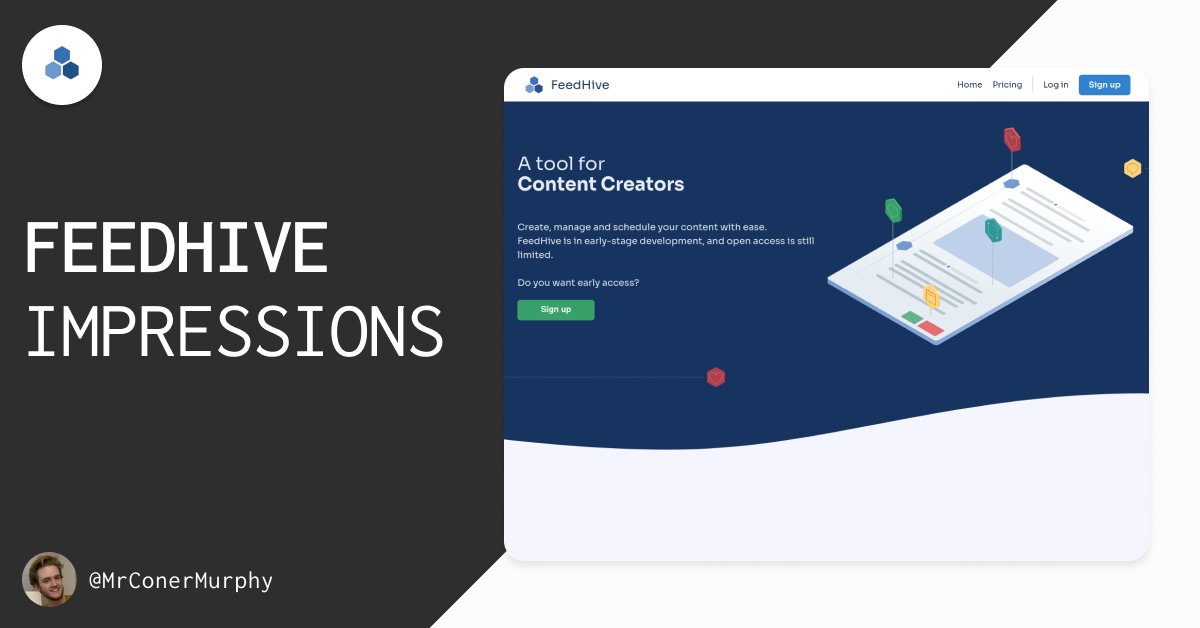 FEEDHIVE
IMPRESSIONS
@MrConerMurphy
FeedHive
Home Pricing Log in Sign up
A tool for
Content Creators
Create, manage and schedule your content with ease.
FeedHive is in early-stage development, and open access is still
limited.
Do you want early access?
Sign up